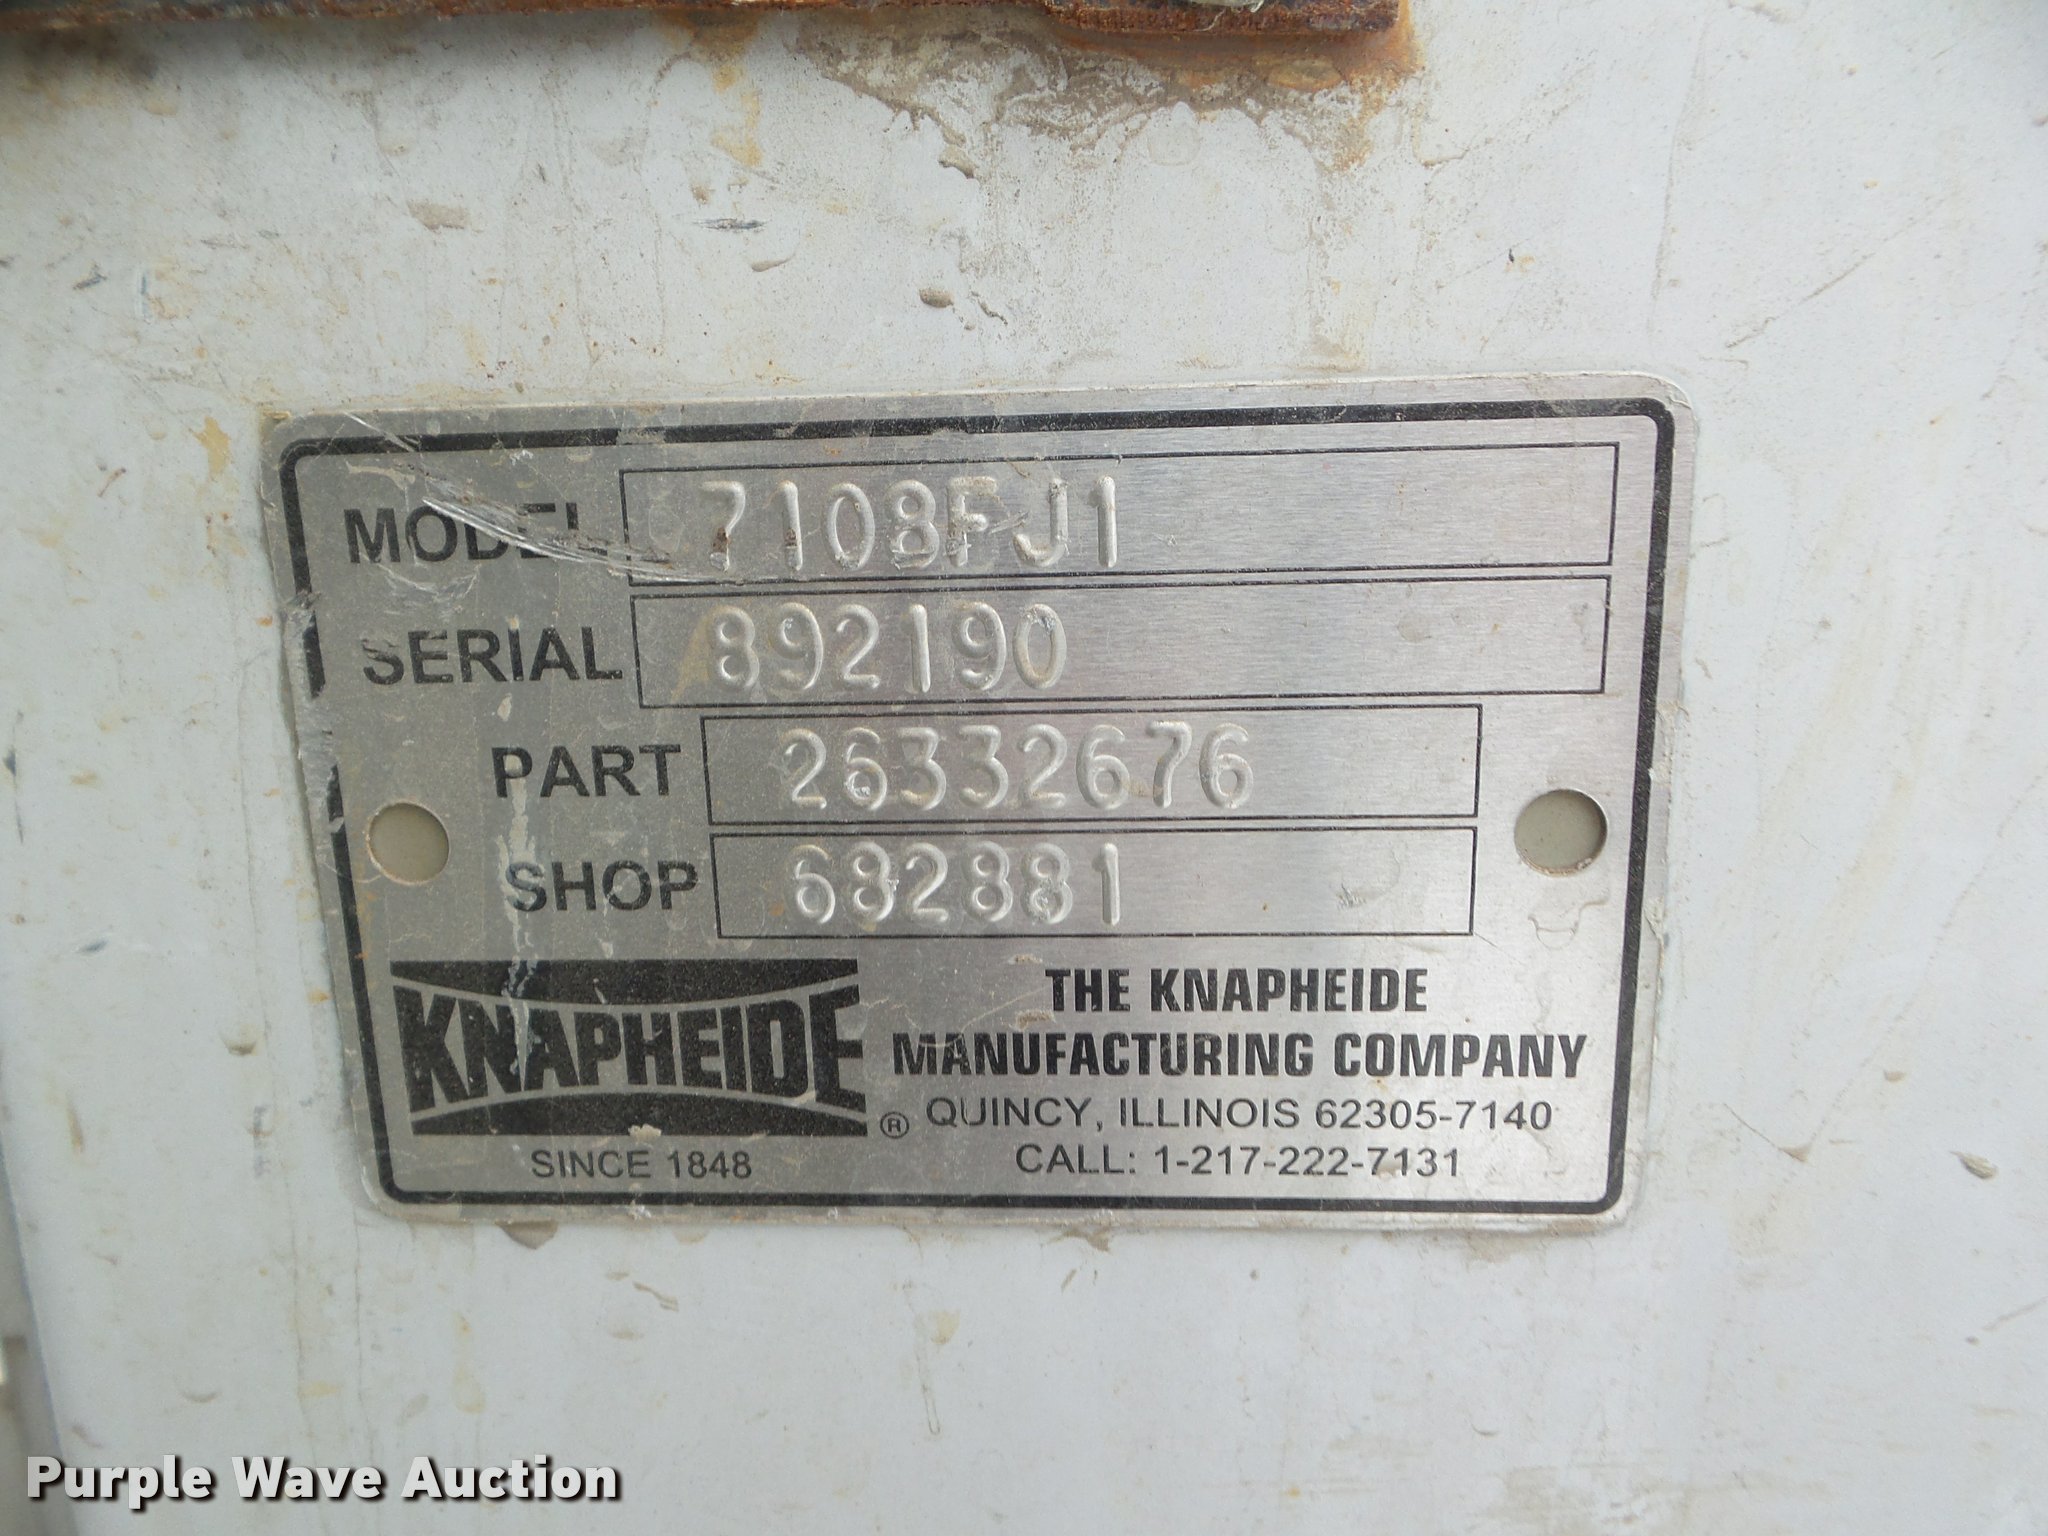 MODEL 7108FJ1
SERIAL 892190
PART 26332676
SHOP 682881
KNAPHEIDE ®
SINCE 1848
THE KNAPHEIDE
MANUFACTURING COMPANY
QUINCY, ILLINOIS 62305-7140
CALL: 1-217-222-7131
Purple Wave Auction